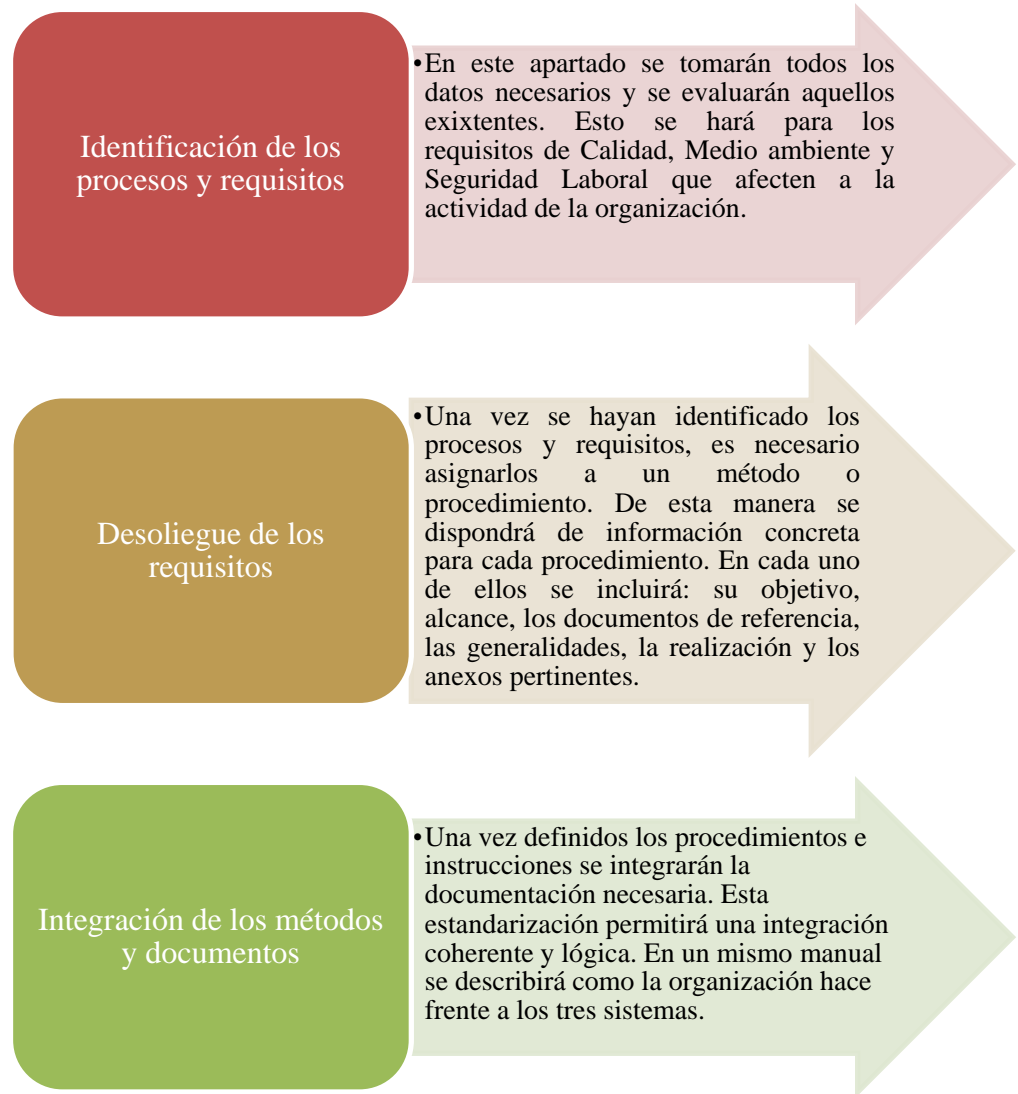 Identificación de los
procesos y requisitos
•En este apartado se tomarán todos los
datos necesarios y se evaluarán aquellos
exixtentes. Esto se hará para los
requisitos de Calidad, Medio ambiente y
Seguridad Laboral que afecten a la
actividad de la organización.
Desoliegue de los
requisitos
•Una vez se hayan identificado los
procesos y requisitos, es necesario
asignarlos a un método o
procedimiento. De esta manera se
dispondrá de información concreta
para cada procedimiento. En cada uno
de ellos se incluirá: su objetivo,
alcance, los documentos de referencia,
las generalidades, la realización y los
anexos pertinentes.
Integración de los métodos
y documentos
•Una vez definidos los procedimientos e
instrucciones se integrarán la
documentación necesaria. Esta
estandarización permitirá una integración
coherente y lógica. En un mismo manual
se describirá como la organización hace
frente a los tres sistemas.